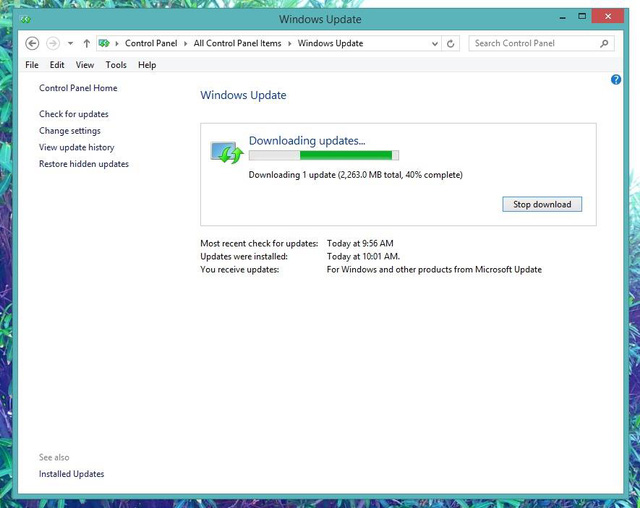 Windows Update
Control Panel All Control Panel Items Windows Update
Search Control Panel
File Edit View Tools Help
?
Control Panel Home
Check for updates
Change settings
View update history
Restore hidden updates
Windows Update
Downloading updates...
Downloading 1 update (2,263.0 MB total, 40% complete)
Stop download
Most recent check for updates: Today at 9:56 AM
Updates were installed: Today at 10:01 AM.
You receive updates: For Windows and other products from Microsoft Update
See also
Installed Updates